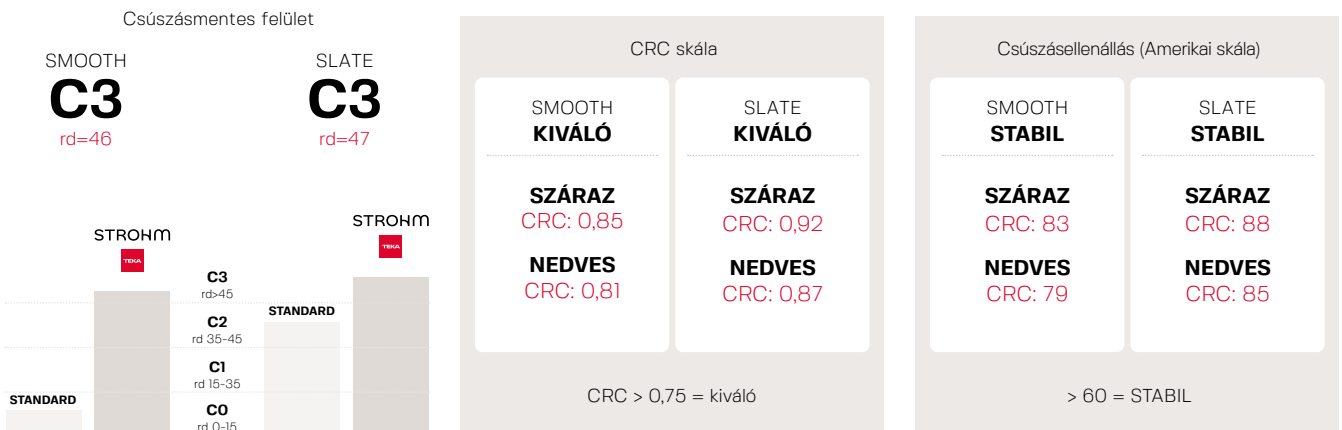 Csúszásmentes felület
SMOOTH
C3
rd=46
SLATE
C3
rd=47
STROHM
TEKA
STROHM
TEKA
C3
rd>45
STANDARD
C2
rd 35-45
C1
rd 15-35
STANDARD
C0
rd 0-15
CRC skála
SMOOTH
KIVÁLÓ
SZÁRAZ
CRC: 0,85
NEDVES
CRC: 0,81
SLATE
KIVÁLÓ
SZÁRAZ
CRC: 0,92
NEDVES
CRC: 0,87
CRC > 0,75 = kiváló
Csúszásellenállás (Amerikai skála)
SMOOTH
STABIL
SZÁRAZ
CRC: 83
NEDVES
CRC: 79
SLATE
STABIL
SZÁRAZ
CRC: 88
NEDVES
CRC: 85
> 60 = STABIL